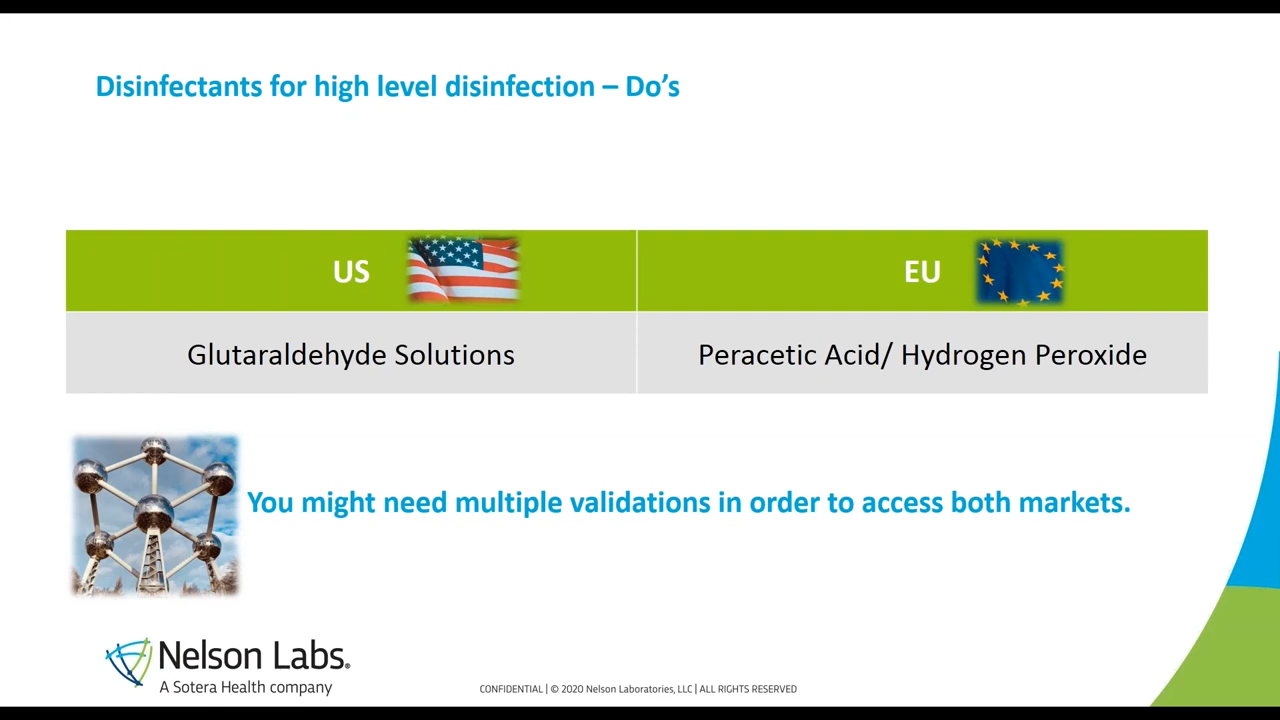 Disinfectants for high level disinfection – Do’s
US
EU
Glutaraldehyde Solutions
Peracetic Acid/ Hydrogen Peroxide
You might need multiple validations in order to access both markets.
Nelson Labs®
A Sotera Health company
CONFIDENTIAL | © 2020 Nelson Laboratories, LLC | ALL RIGHTS RESERVED